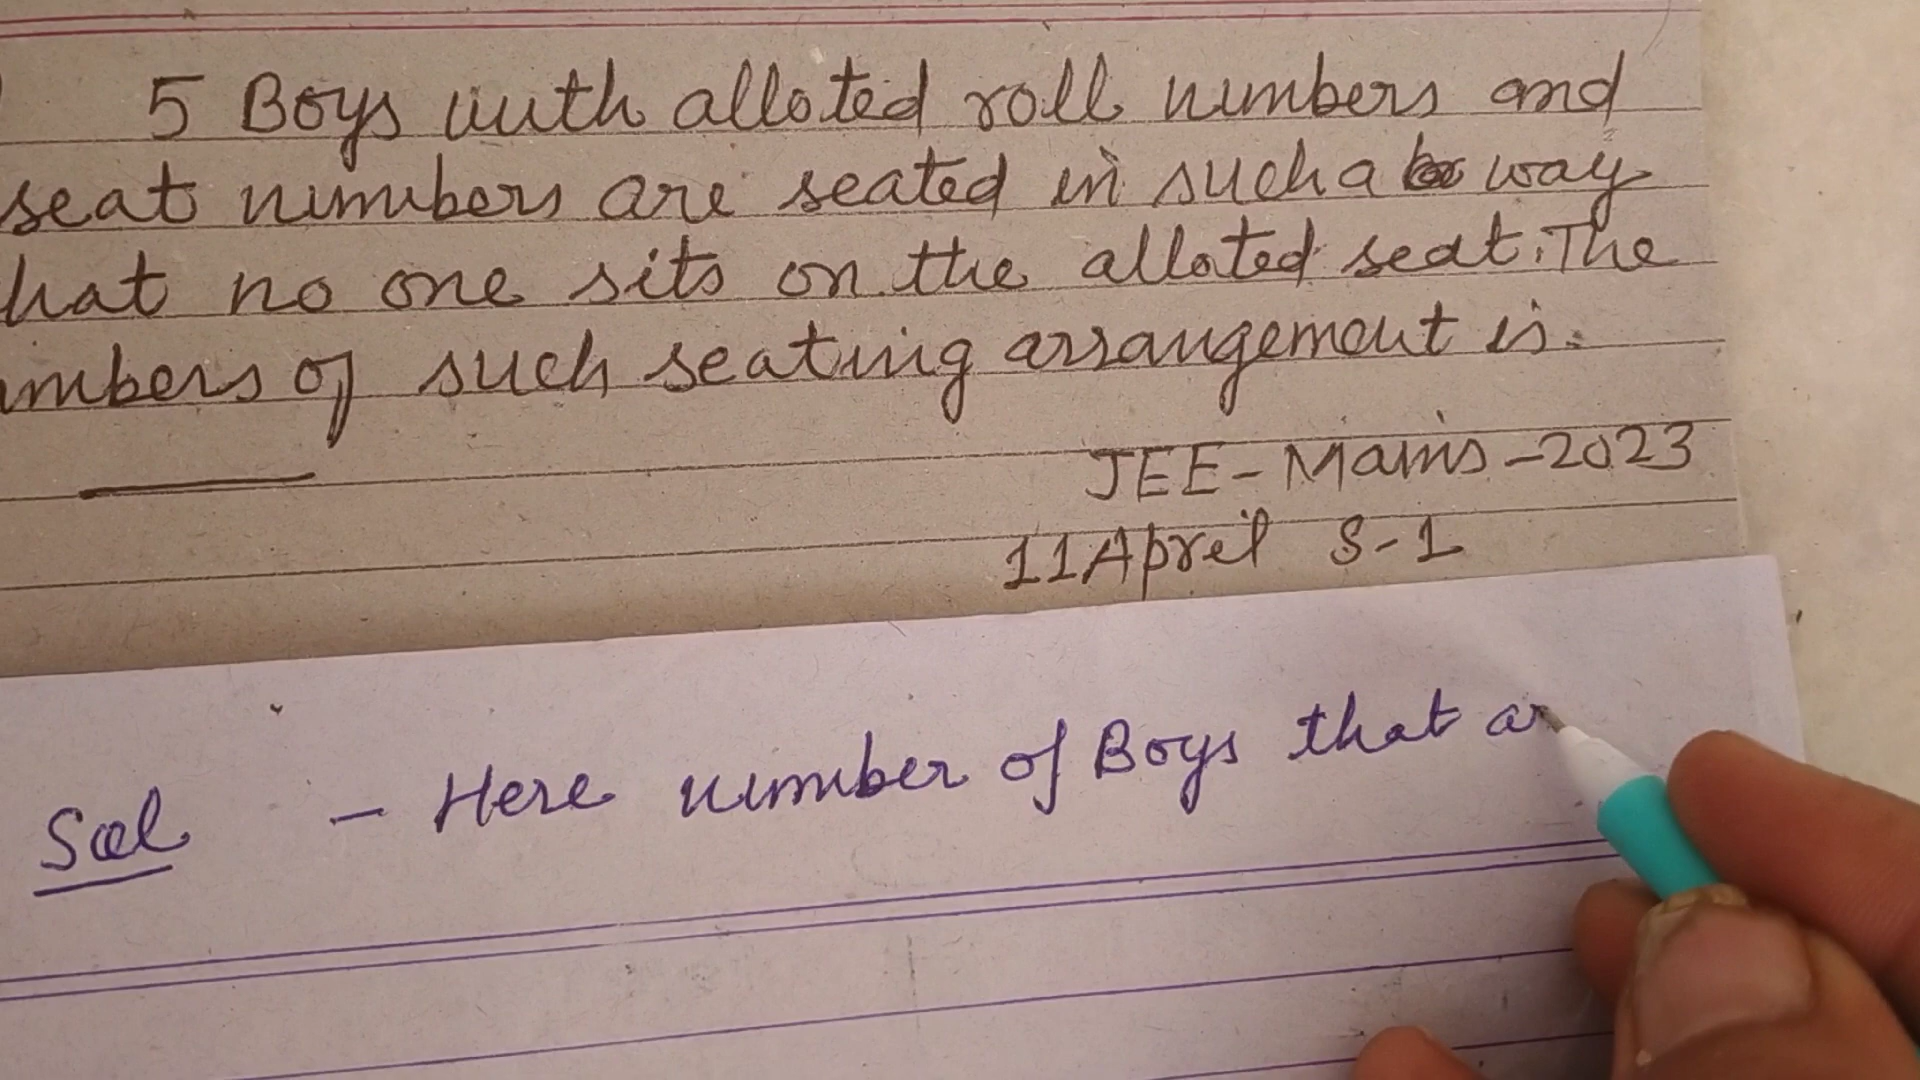 5 Boys with alloted roll numbers and
seat numbers are seated in such a way
hat no one sits on the alloted seat. The
umbers of such seating arrangement is.
JEE-Mains-2023
11 April S-1
Sol - Here number of Boys that ar